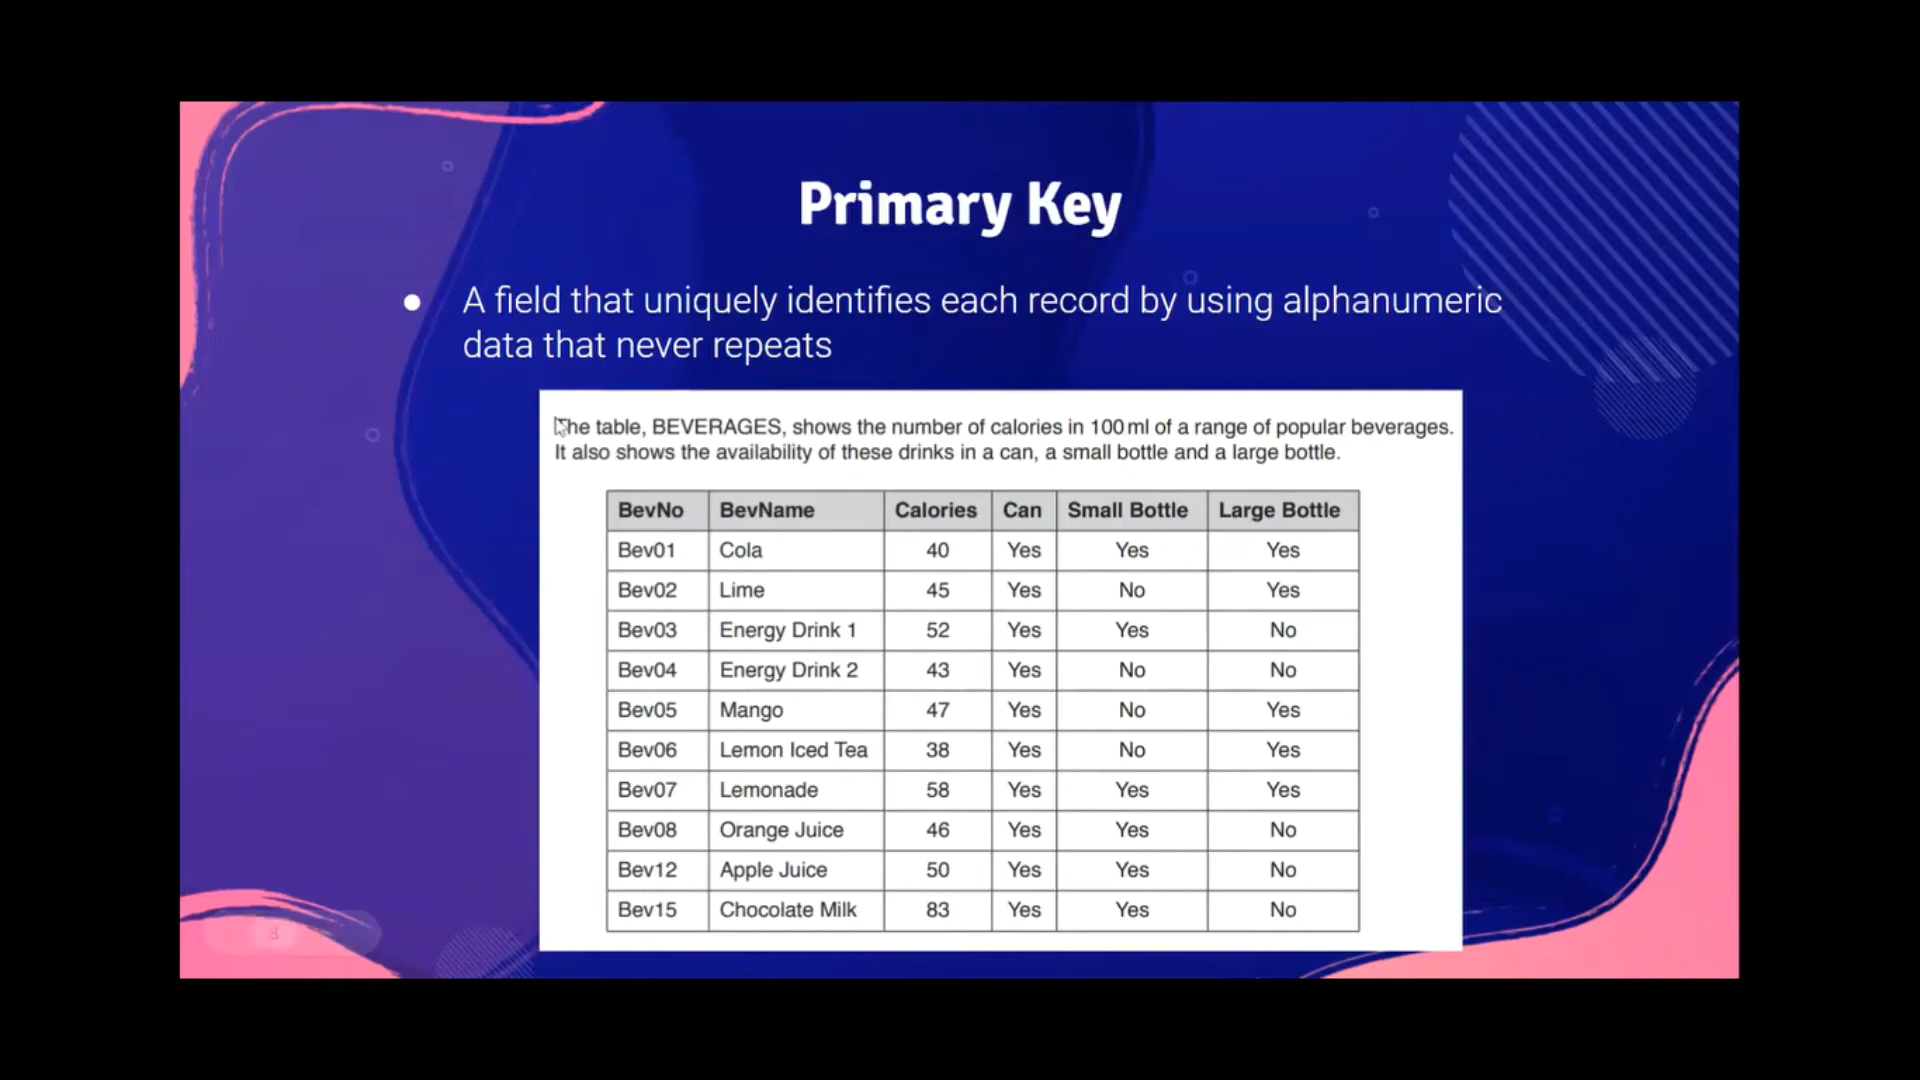 Primary Key
● A field that uniquely identifies each record by using alphanumeric
data that never repeats
The table, BEVERAGES, shows the number of calories in 100 ml of a range of popular beverages.
It also shows the availability of these drinks in a can, a small bottle and a large bottle.
BevNo BevName Calories Can Small Bottle Large Bottle
Bev01 Cola 40 Yes Yes Yes
Bev02 Lime 45 Yes No Yes
Bev03 Energy Drink 1 52 Yes Yes No
Bev04 Energy Drink 2 43 Yes No No
Bev05 Mango 47 Yes No Yes
Bev06 Lemon Iced Tea 38 Yes No Yes
Bev07 Lemonade 58 Yes Yes Yes
Bev08 Orange Juice 46 Yes Yes No
Bev12 Apple Juice 50 Yes Yes No
Bev15 Chocolate Milk 83 Yes Yes No